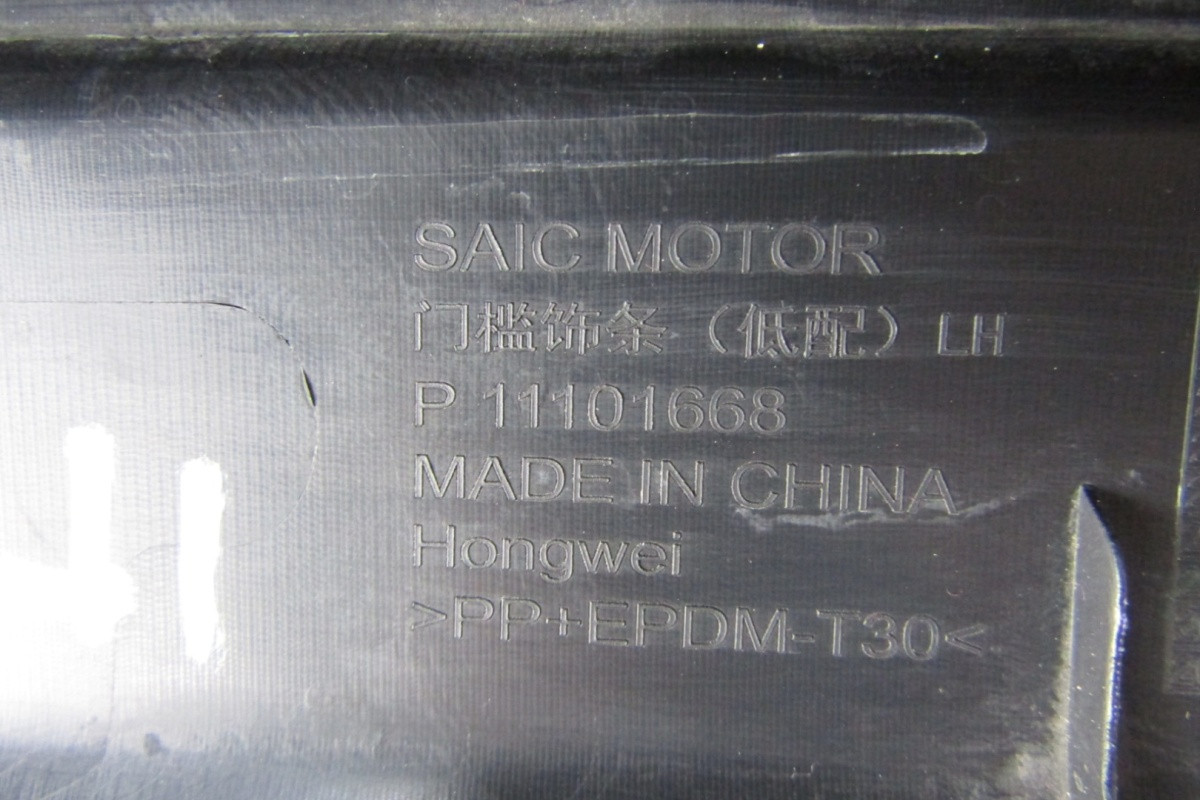 SAIC MOTOR
门槛饰条（低配）LH
P 11101668
MADE IN CHINA
Hongwei
>PP+EPDM-T30<